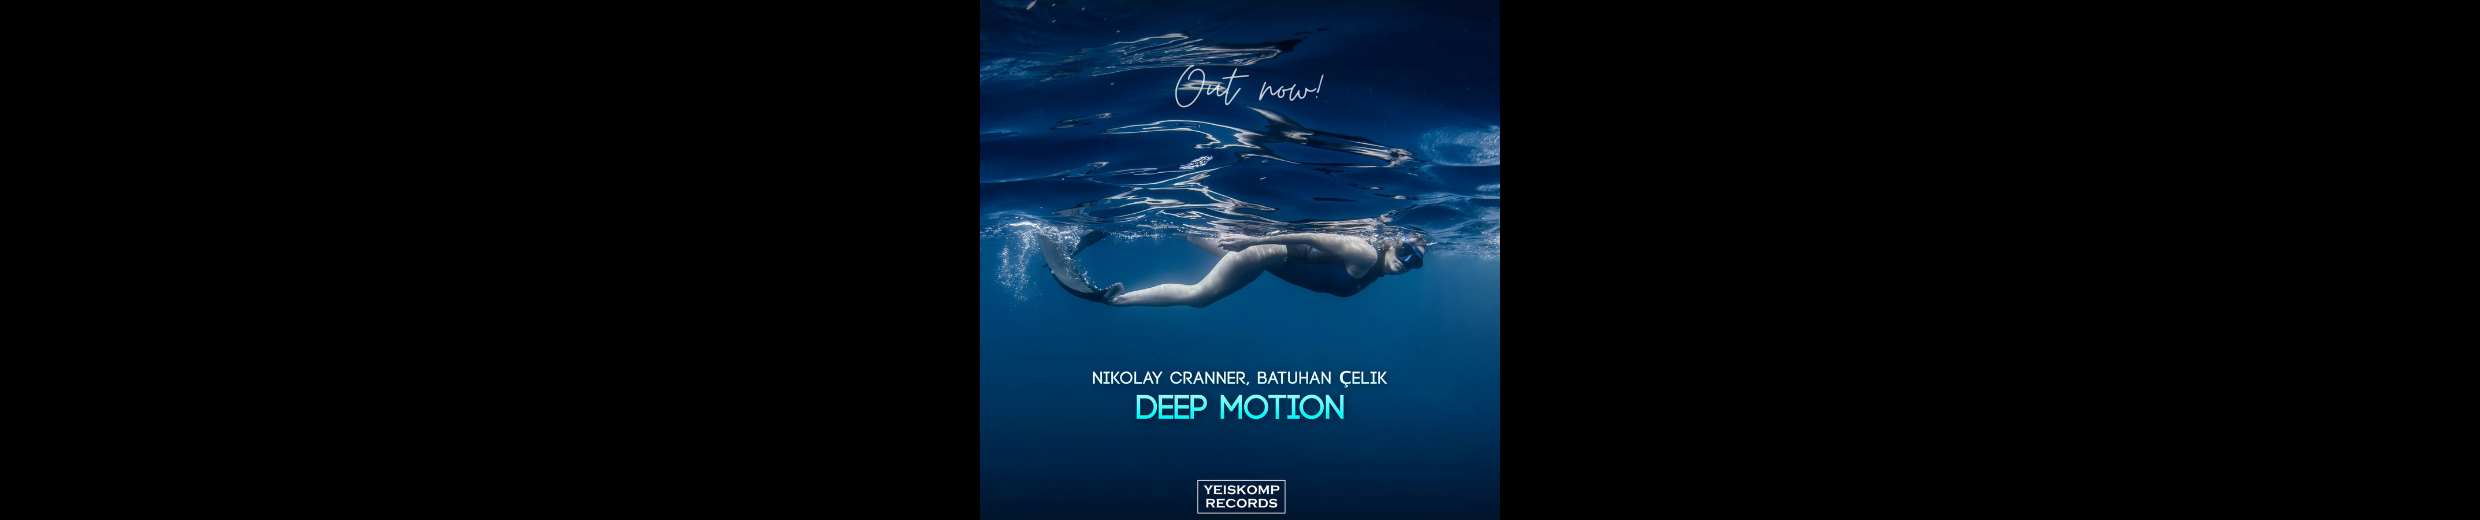 Out now!
NIKOLAY CRANNER, BATUHAN ÇELIK
DEEP MOTION
YEISKOMP
RECORDS